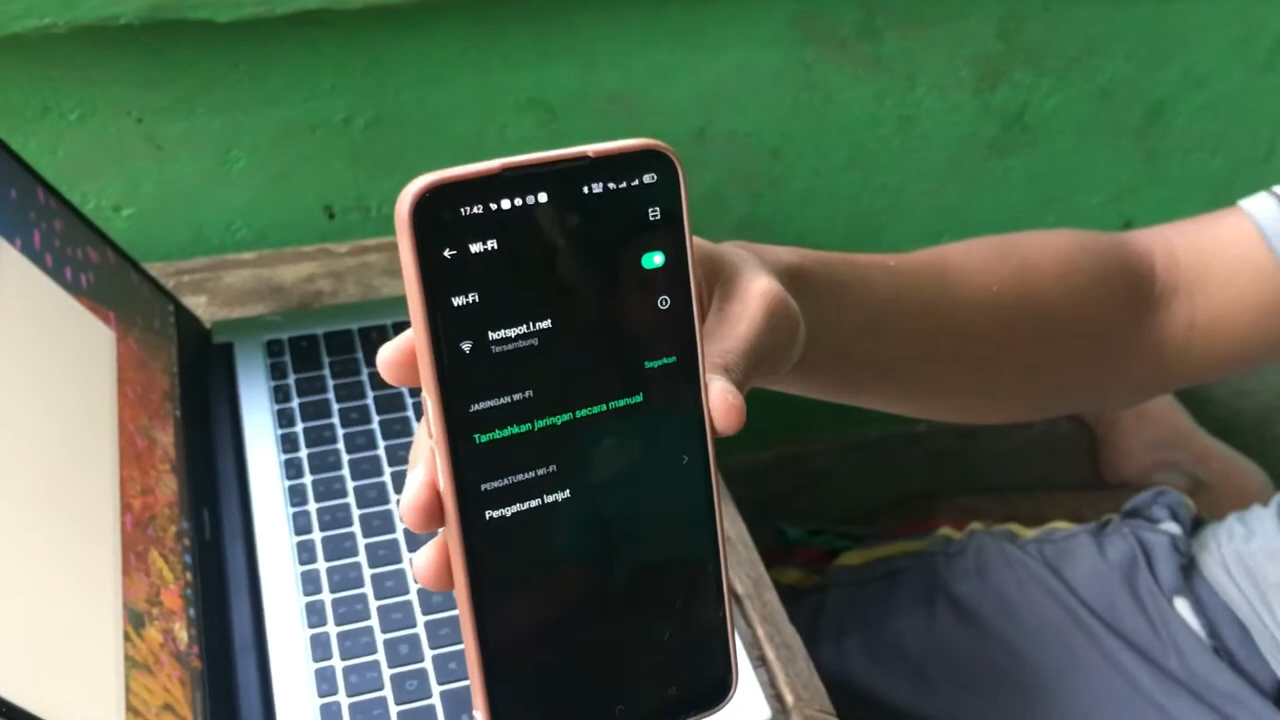 17.42
Wi-Fi
Wi-Fi
hotspot.l.net
Tersambung
Segarkan
JARINGAN WI-FI
Tambahkan jaringan secara manual
PENGATURAN WI-FI
Pengaturan lanjut